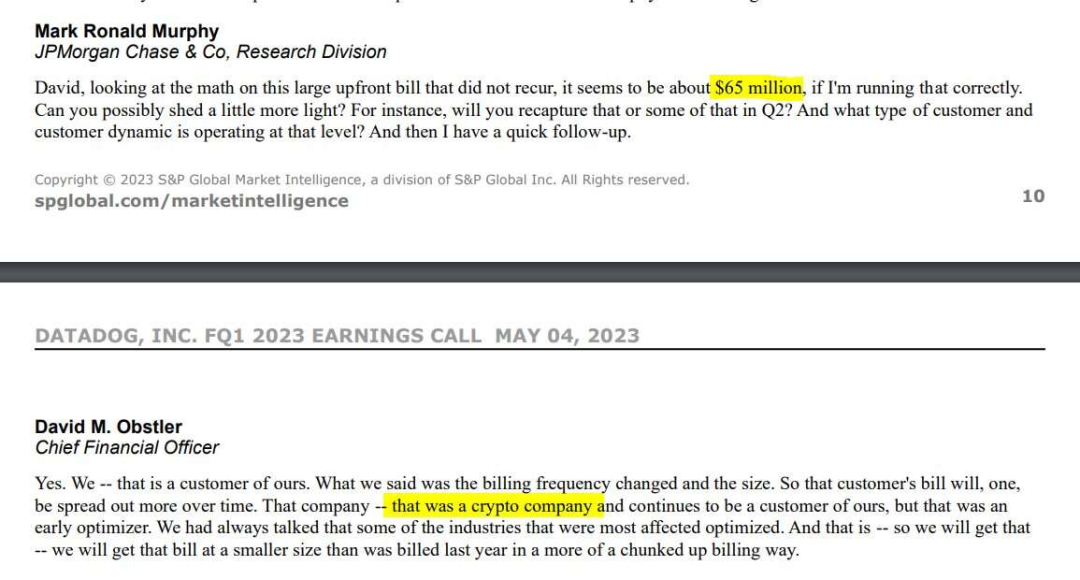 Mark Ronald Murphy
JPMorgan Chase & Co, Research Division
David, looking at the math on this large upfront bill that did not recur, it seems to be about $65 million, if I'm running that correctly.
Can you possibly shed a little more light? For instance, will you recapture that or some of that in Q2? And what type of customer and
customer dynamic is operating at that level? And then I have a quick follow-up.
Copyright © 2023 S&P Global Market Intelligence, a division of S&P Global Inc. All Rights reserved.
spglobal.com/marketintelligence
10
DATADOG, INC. FQ1 2023 EARNINGS CALL MAY 04, 2023
David M. Obstler
Chief Financial Officer
Yes. We -- that is a customer of ours. What we said was the billing frequency changed and the size. So that customer's bill will, one,
be spread out more over time. That company -- that was a crypto company and continues to be a customer of ours, but that was an
early optimizer. We had always talked that some of the industries that were most affected optimized. And that is -- so we will get that
-- we will get that bill at a smaller size than was billed last year in a more of a chunked up billing way.